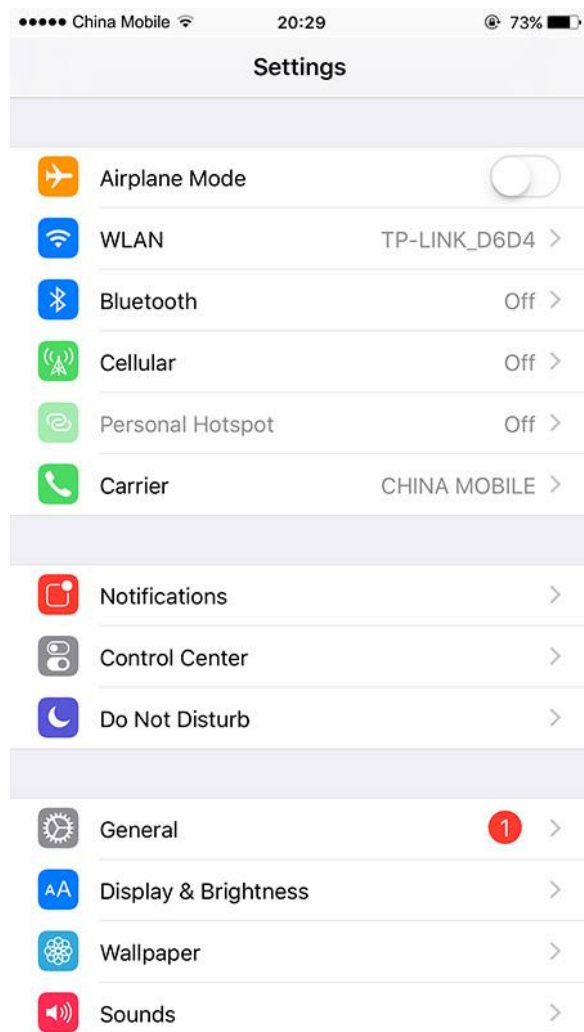 China Mobile 20:29 73%
Settings
Airplane Mode
WLAN TP-LINK_D6D4
Bluetooth Off
Cellular Off
Personal Hotspot Off
Carrier CHINA MOBILE
Notifications
Control Center
Do Not Disturb
General 1
AA Display & Brightness
Wallpaper
Sounds